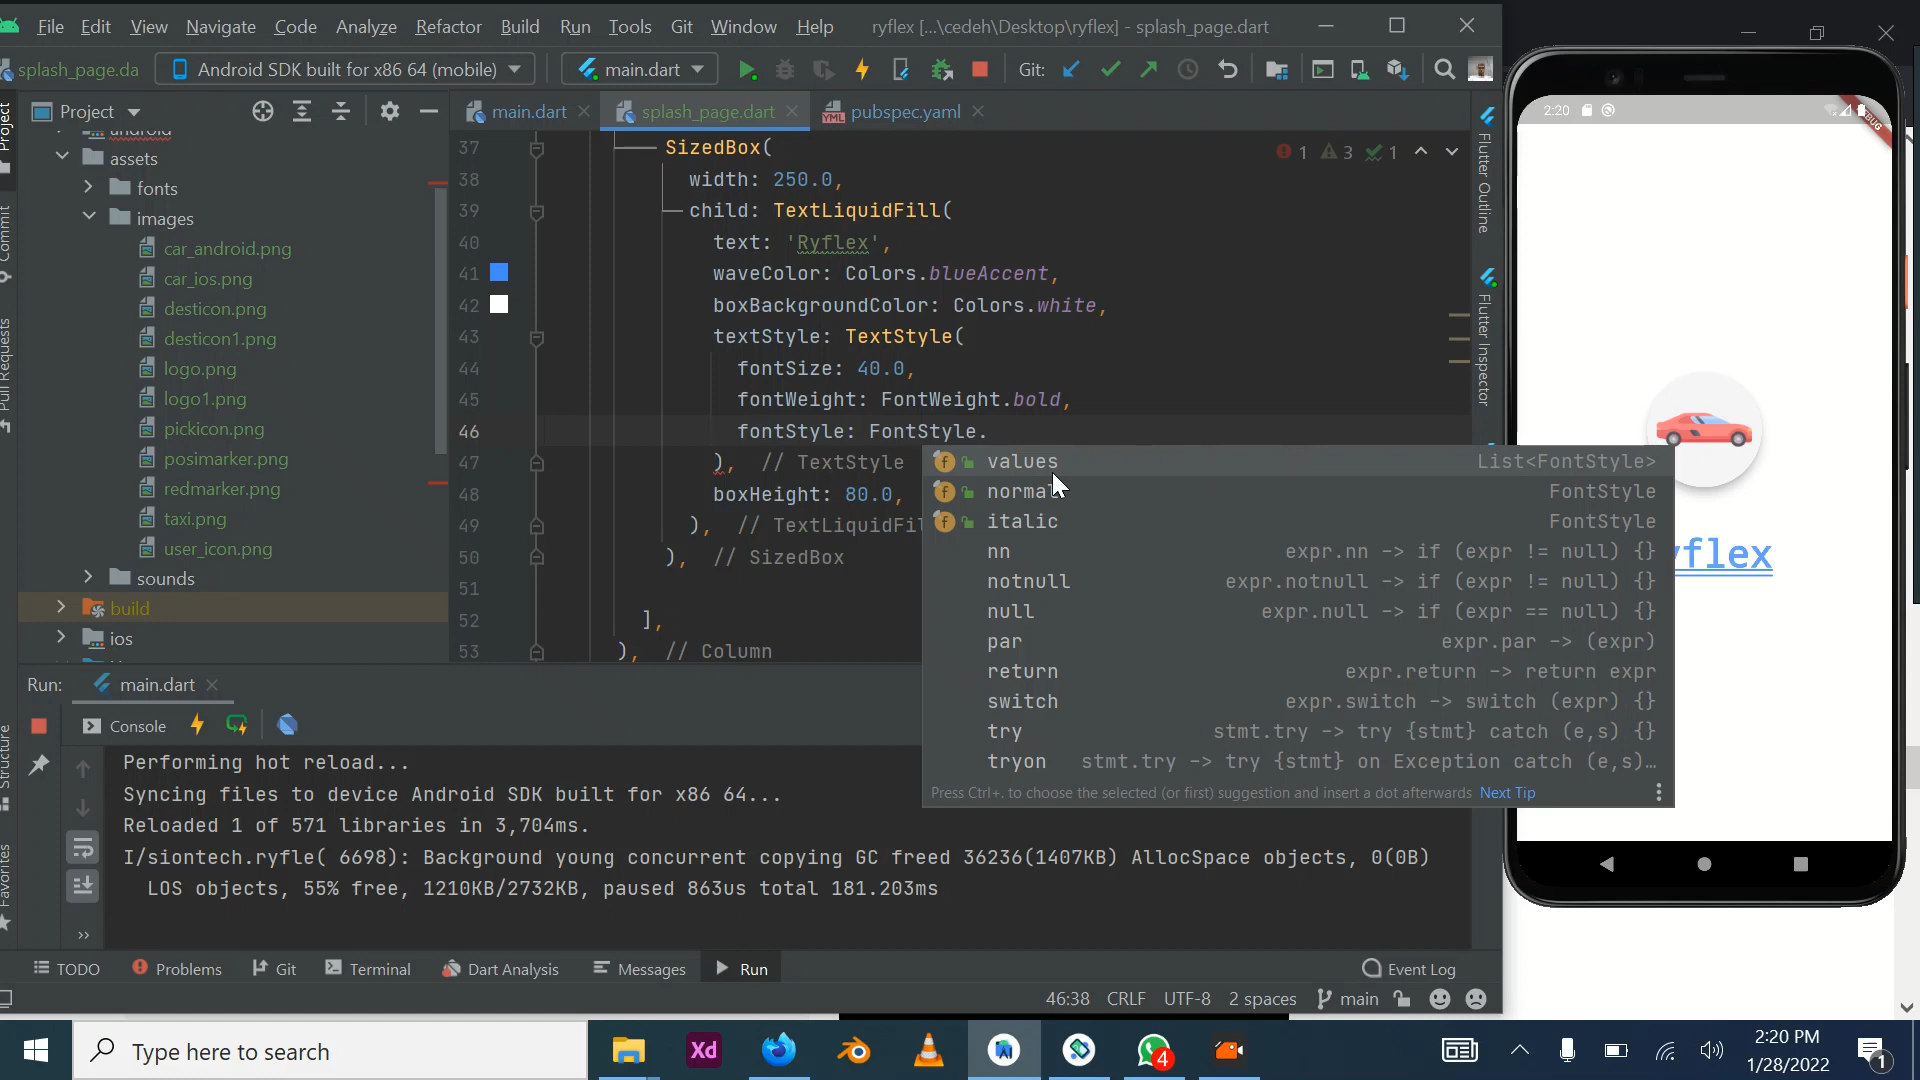 File Edit View Navigate Code Analyze Refactor Build Run Tools Git Window Help ryflex [...\cedeh\Desktop\ryflex] - splash_page.dart
splash_page.da Android SDK built for x86 64 (mobile) main.dart Git:
Project main.dart splash_page.dart pubspec.yaml
android
assets
fonts
images
car_android.png
car_ios.png
desticon.png
desticon1.png
logo.png
logo1.png
pickicon.png
posimarker.png
redmarker.png
taxi.png
user_icon.png
sounds
build
ios
Project
Commit
Pull Requests
Structure
Favorites
37 SizedBox(
38 width: 250.0,
39 child: TextLiquidFill(
40 text: 'Ryflex',
41 waveColor: Colors.blueAccent,
42 boxBackgroundColor: Colors.white,
43 textStyle: TextStyle(
44 fontSize: 40.0,
45 fontWeight: FontWeight.bold,
46 fontStyle: FontStyle.
47 ), // TextStyle
48 boxHeight: 80.0,
49 ), // TextLiquidFil
50 ), // SizedBox
51
52 ],
53 ), // Column
1 3 1
values List<FontStyle>
normal FontStyle
italic FontStyle
nn expr.nn -> if (expr != null) {}
notnull expr.notnull -> if (expr != null) {}
null expr.null -> if (expr == null) {}
par expr.par -> (expr)
return expr.return -> return expr
switch expr.switch -> switch (expr) {}
try stmt.try -> try {stmt} catch (e,s) {}
tryon stmt.try -> try {stmt} on Exception catch (e,s)…
Press Ctrl+. to choose the selected (or first) suggestion and insert a dot afterwards Next Tip
Flutter Outline
Flutter Inspector
2:20
yflex
Run: main.dart
Console
Performing hot reload...
Syncing files to device Android SDK built for x86 64...
Reloaded 1 of 571 libraries in 3,704ms.
I/siontech.ryfle( 6698): Background young concurrent copying GC freed 36236(1407KB) AllocSpace objects, 0(0B)
LOS objects, 55% free, 1210KB/2732KB, paused 863us total 181.203ms
TODO Problems Git Terminal Dart Analysis Messages Run Event Log
46:38 CRLF UTF-8 2 spaces main
Type here to search
Xd
4
2:20 PM
1/28/2022
1